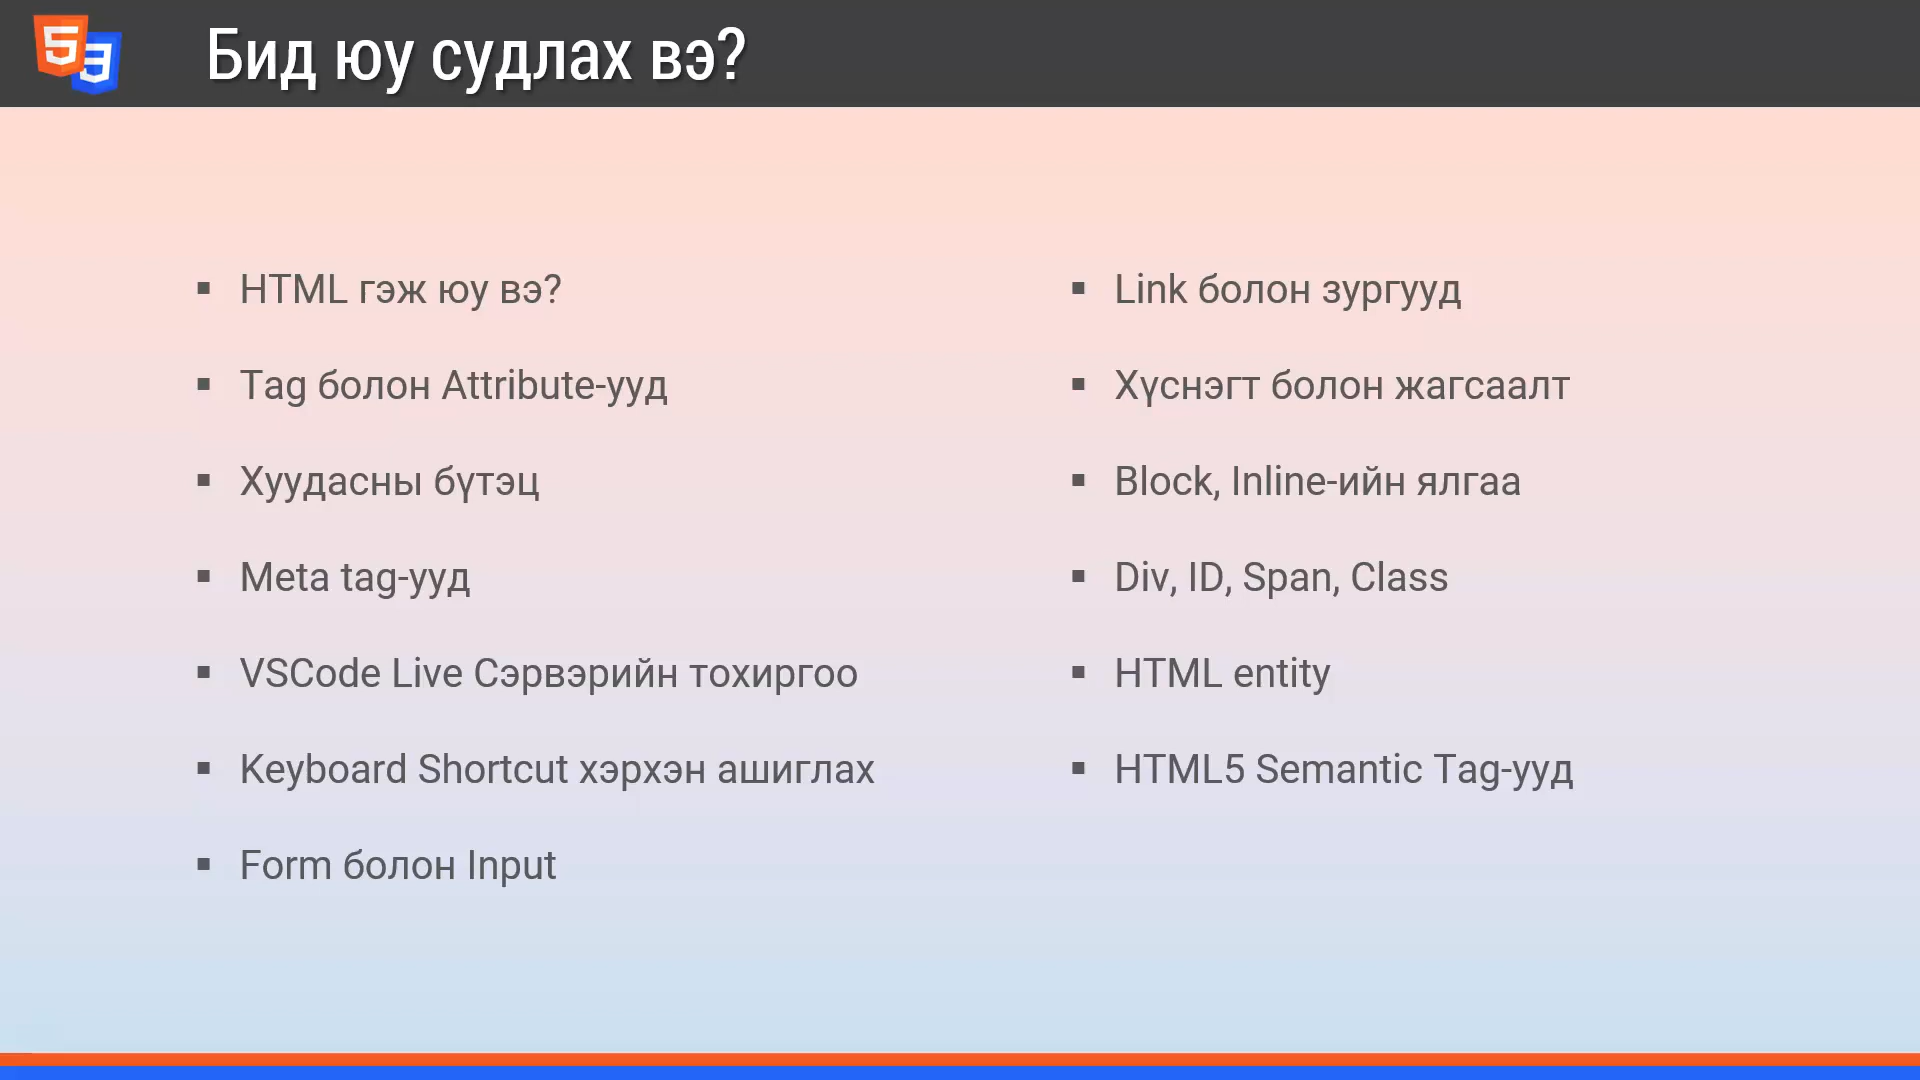 Бид юу судлах вэ?
HTML гэж юу вэ?
Tag болон Attribute-ууд
Хуудасны бүтэц
Meta tag-ууд
VSCode Live Сэрвэрийн тохиргоо
Keyboard Shortcut хэрхэн ашиглах
Form болон Input
Link болон зургууд
Хүснэгт болон жагсаалт
Block, Inline-ийн ялгаа
Div, ID, Span, Class
HTML entity
HTML5 Semantic Tag-ууд